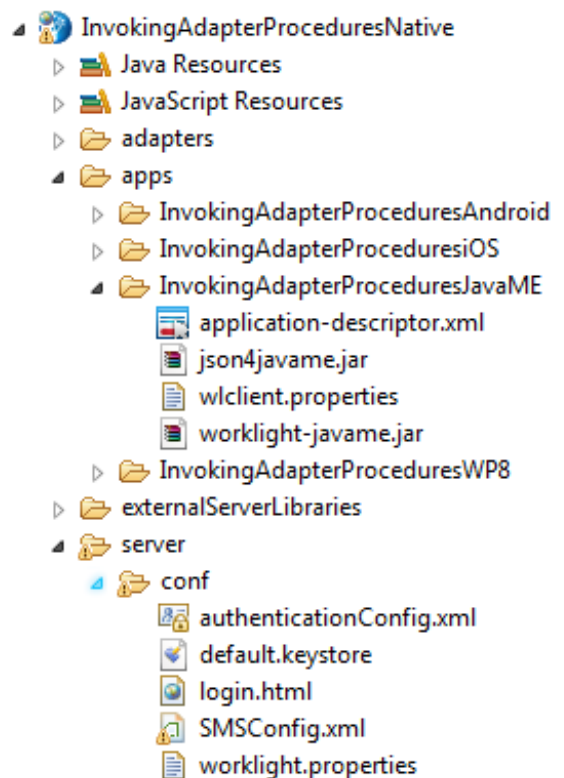 InvokingAdapterProceduresNative
Java Resources
JavaScript Resources
adapters
apps
InvokingAdapterProceduresAndroid
InvokingAdapterProceduresiOS
InvokingAdapterProceduresJavaME
application-descriptor.xml
json4javame.jar
wlclient.properties
worklight-javame.jar
InvokingAdapterProceduresWP8
externalServerLibraries
server
conf
authenticationConfig.xml
default.keystore
login.html
SMSConfig.xml
worklight.properties